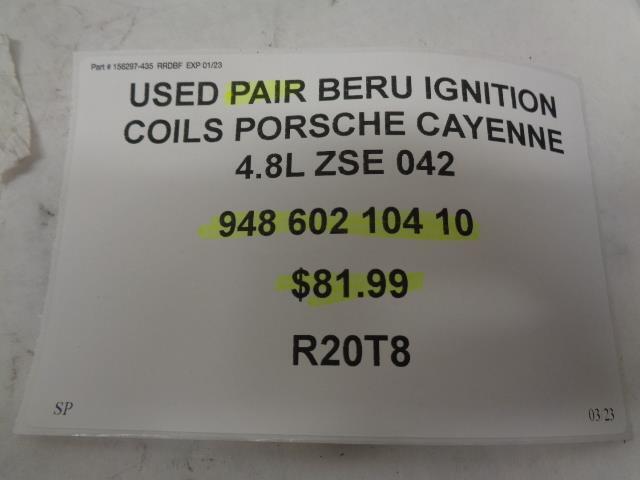 Part # 156297-435 RRDBF EXP 01/23
USED PAIR BERU IGNITION
COILS PORSCHE CAYENNE
4.8L ZSE 042
948 602 104 10
$81.99
R20T8
SP
03/23